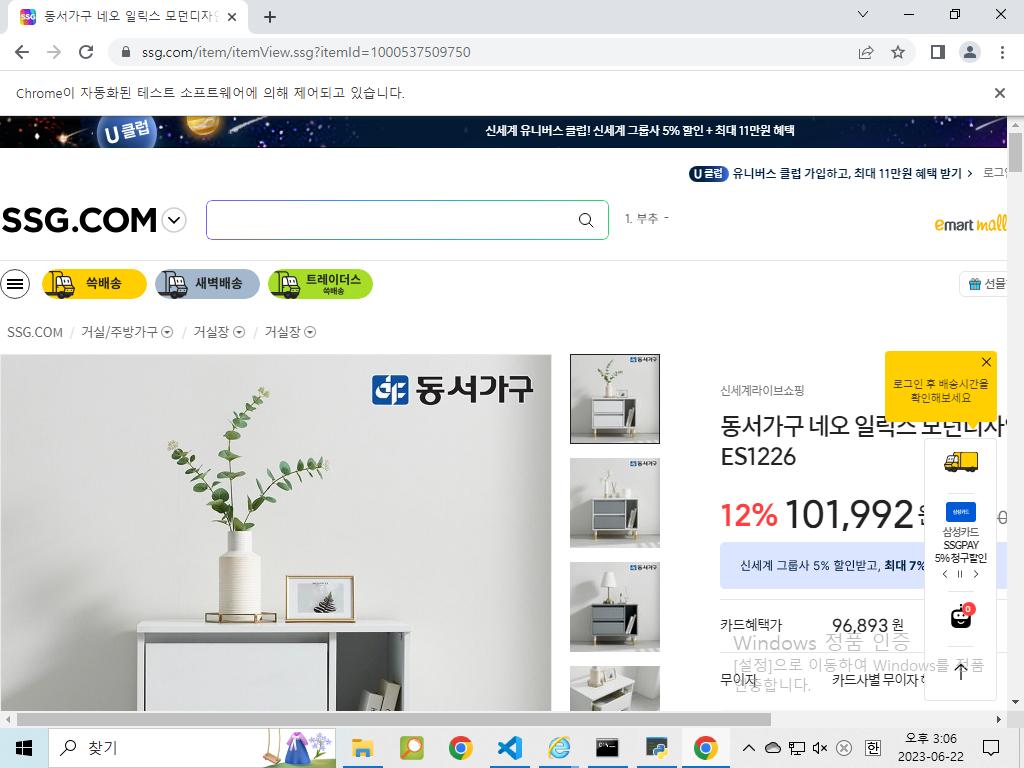 동서가구 네오 일릭스 모던디자인
ssg.com/item/itemView.ssg?itemId=1000537509750
Chrome이 자동화된 테스트 소프트웨어에 의해 제어되고 있습니다.
U 클럽
신세계 유니버스 클럽! 신세계 그룹사 5% 할인 + 최대 11만원 혜택
U 클럽 유니버스 클럽 가입하고, 최대 11만원 혜택 받기 >
SSG.COM
1. 부추 -
emart mall
쓱배송
새벽배송
트레이더스
쓱배송
선물
SSG.COM / 거실/주방가구 / 거실장 / 거실장
로그인 후 배송시간을
확인해보세요
동서가구
동서가구
동서가구
동서가구
신세계라이브쇼핑
동서가구 네오 일릭스 모던디자인
ES1226
12% 101,992
신세계 그룹사 5% 할인받고, 최대 7%
삼성카드
삼성카드
SSGPAY
5% 청구할인
0
카드혜택가 96,893 원
무이자 카드사별 무이자
Windows 정품 인증
[설정]으로 이동하여 Windows를 정품
인증합니다.
찾기
한
오후 3:06
2023-06-22